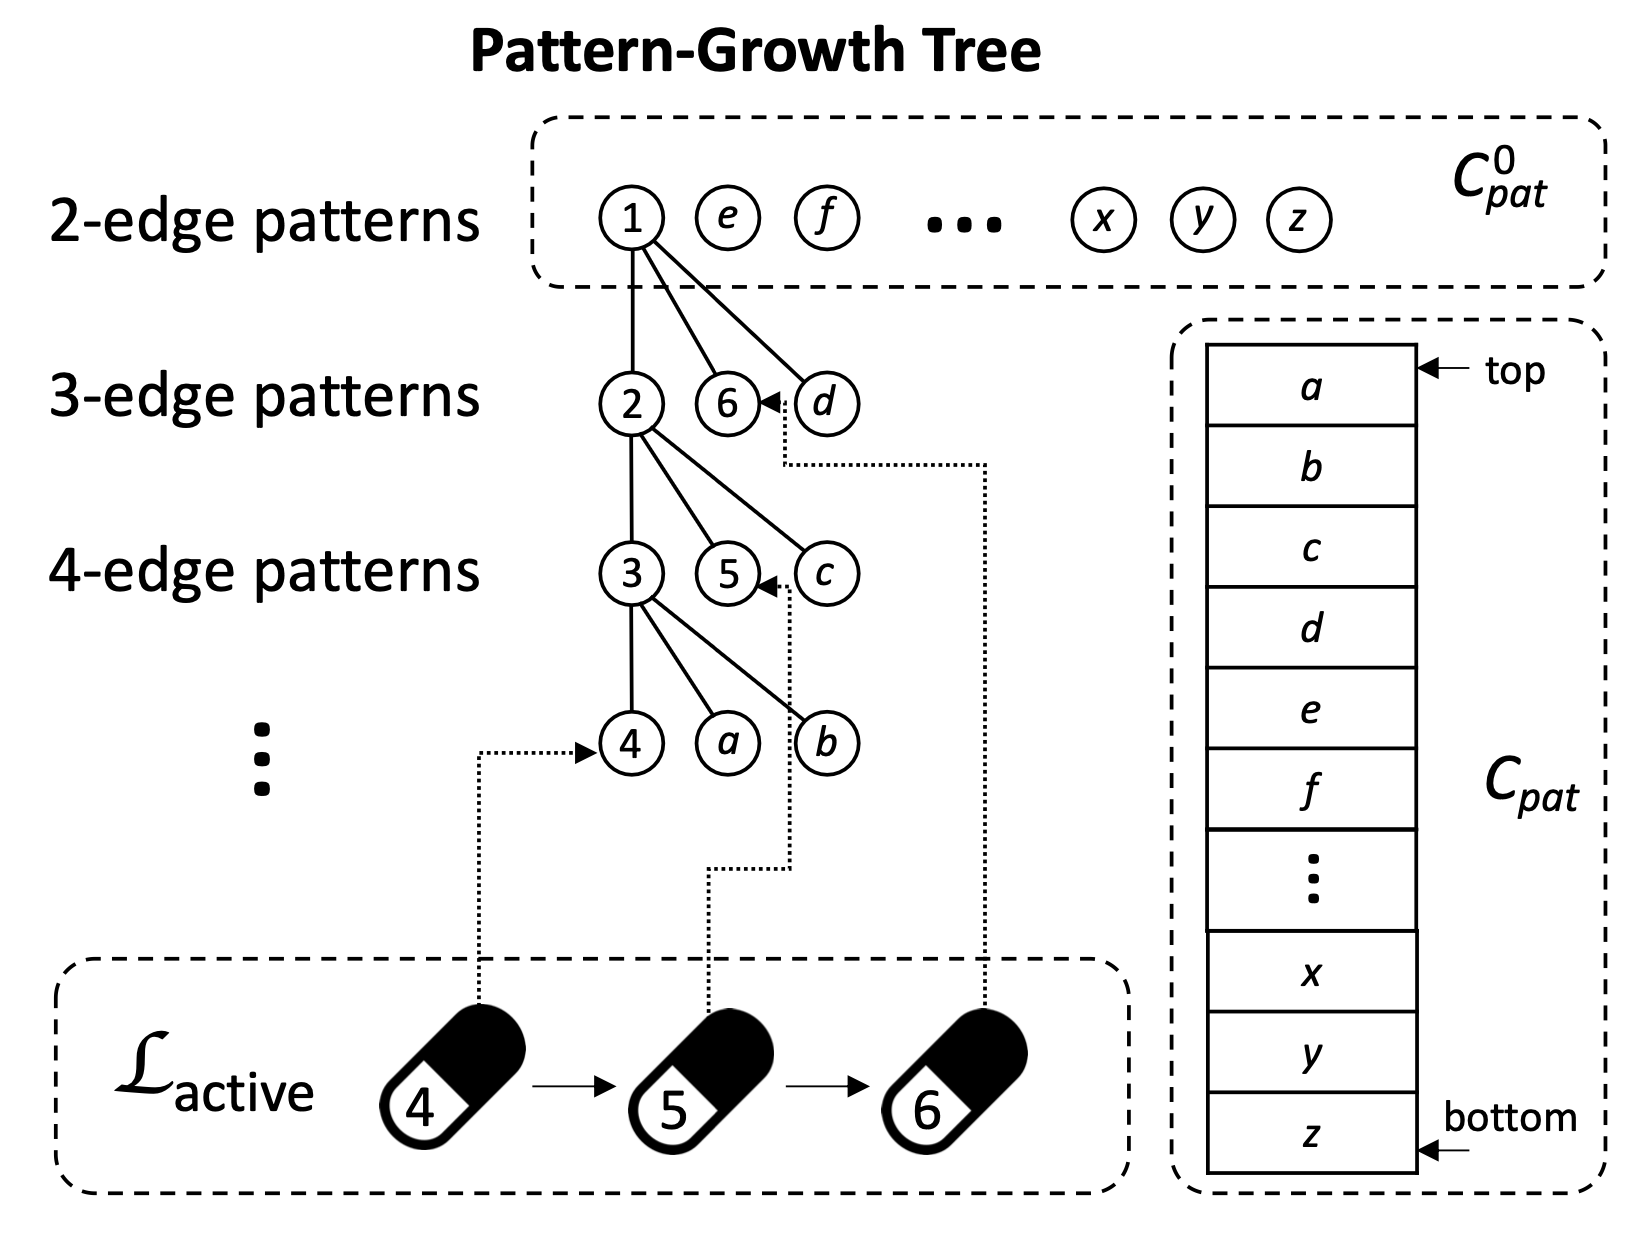 Pattern-Growth Tree
2-edge patterns 1 e f ... x y z C⁰pat
3-edge patterns 2 6 d
4-edge patterns 3 5 c
⋮ 4 a b
ℒactive 4 5 6
a top
b
c
d
e
f
⋮
x
y
z bottom
Cpat